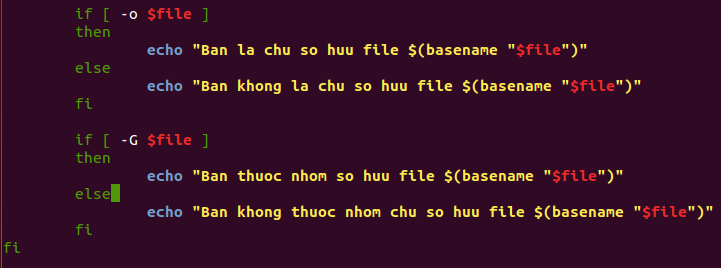 if [ -o $file ]
then
echo "Ban la chu so huu file $(basename "$file")"
else
echo "Ban khong la chu so huu file $(basename "$file")"
fi
if [ -G $file ]
then
echo "Ban thuoc nhom so huu file $(basename "$file")"
else
echo "Ban khong thuoc nhom chu so huu file $(basename "$file")"
fi
fi